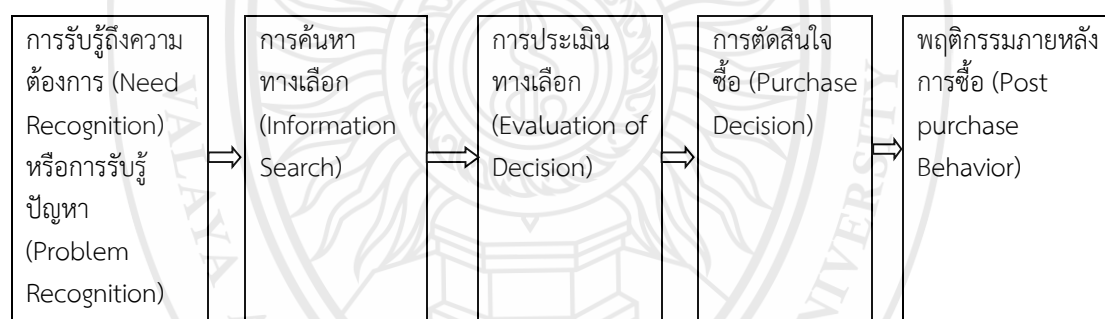 การรับรู้ถึงความ
ต้องการ (Need
Recognition)
หรือการรับรู้
ปัญหา
(Problem
Recognition)
การค้นหา
ทางเลือก
(Information
Search)
การประเมิน
ทางเลือก
(Evaluation of
Decision)
การตัดสินใจ
ซื้อ (Purchase
Decision)
พฤติกรรมภายหลัง
การซื้อ (Post
purchase
Behavior)
VALAYA
UNIVERSITY